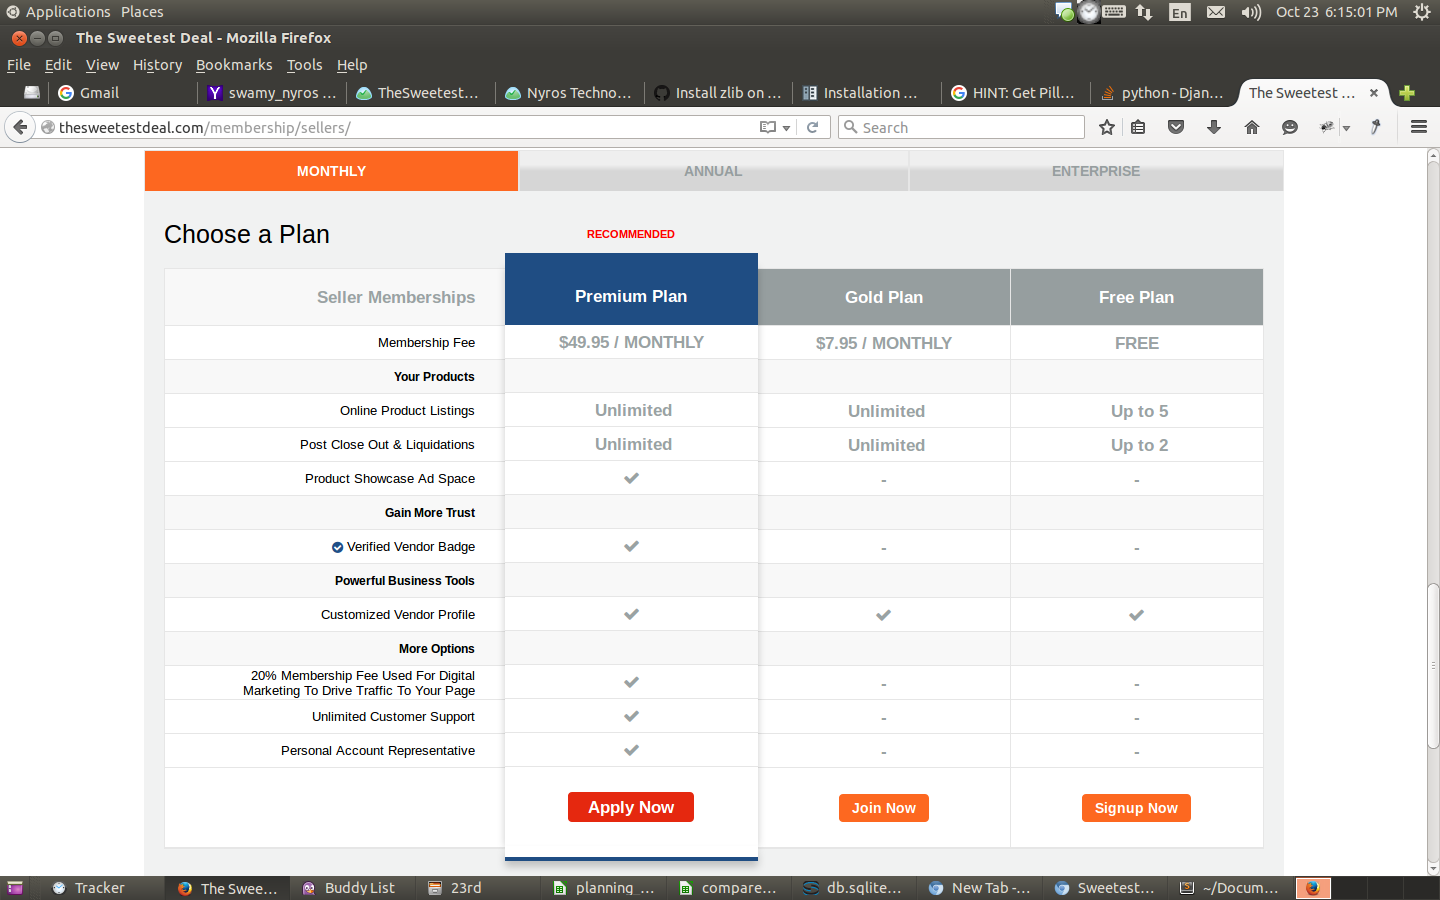 Applications Places
En
Oct 23 6:15:01 PM
The Sweetest Deal - Mozilla Firefox
File Edit View History Bookmarks Tools Help
Gmail
swamy_nyros ...
TheSweetest...
Nyros Techno...
Install zlib on ...
Installation ...
HINT: Get Pill...
python - Djan...
The Sweetest ...
thesweetestdeal.com/membership/sellers/
Search
MONTHLY
ANNUAL
ENTERPRISE
Choose a Plan
RECOMMENDED
Seller Memberships
Premium Plan
Gold Plan
Free Plan
Membership Fee
$49.95 / MONTHLY
$7.95 / MONTHLY
FREE
Your Products
Online Product Listings
Unlimited
Unlimited
Up to 5
Post Close Out & Liquidations
Unlimited
Unlimited
Up to 2
Product Showcase Ad Space
-
-
Gain More Trust
Verified Vendor Badge
-
-
Powerful Business Tools
Customized Vendor Profile
More Options
20% Membership Fee Used For Digital
Marketing To Drive Traffic To Your Page
-
-
Unlimited Customer Support
-
-
Personal Account Representative
-
-
Apply Now
Join Now
Signup Now
Tracker
The Swee...
Buddy List
23rd
planning_...
compare...
db.sqlite...
New Tab -...
Sweetest...
~/Docum...